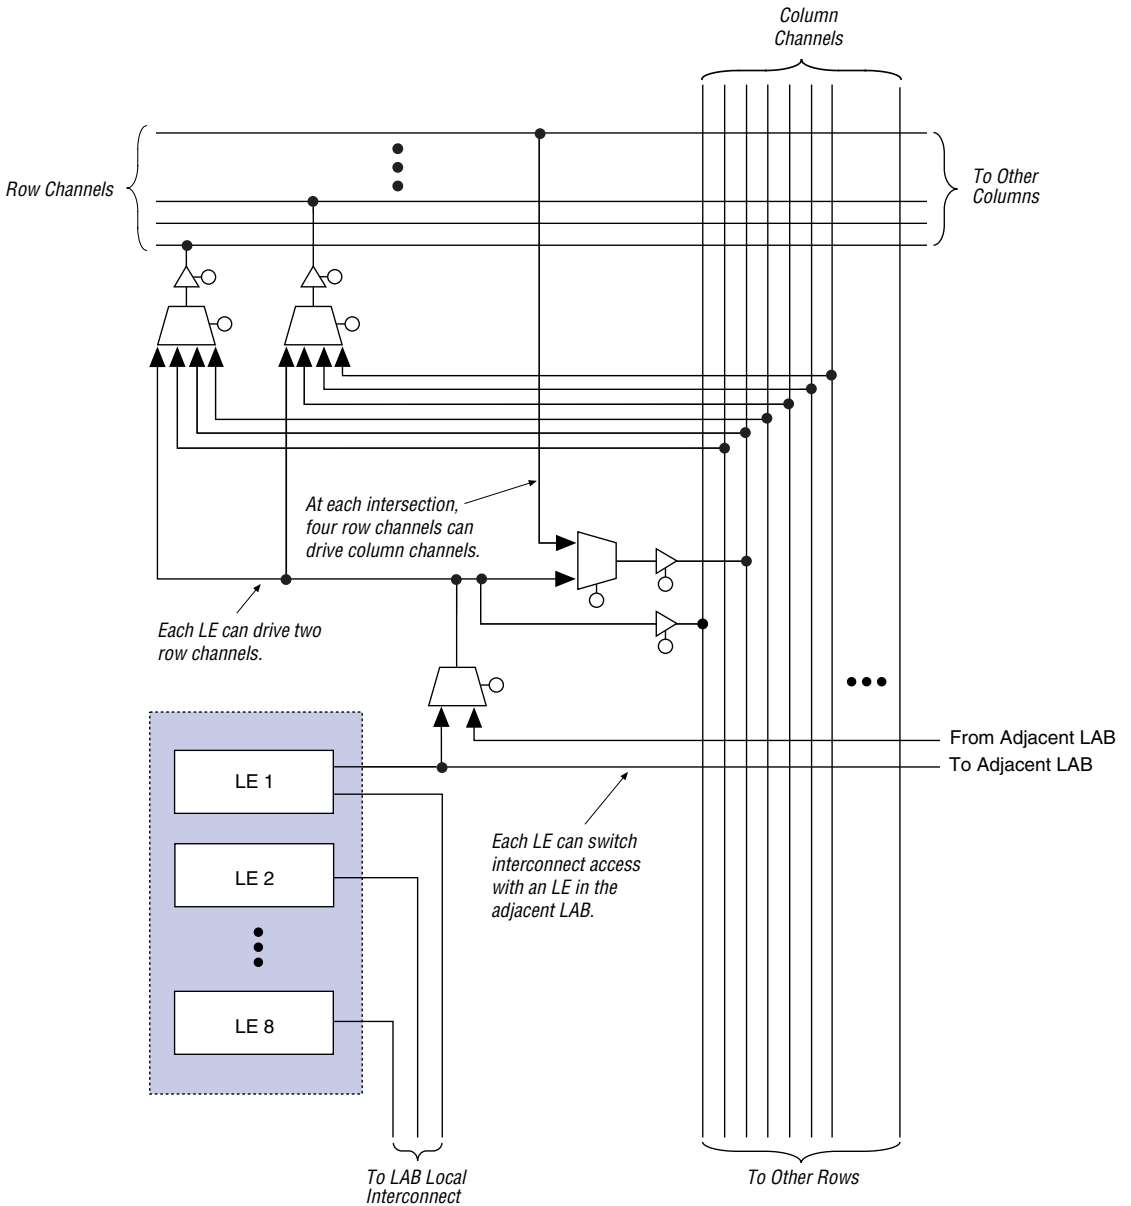 Column
Channels
Row Channels
To Other
Columns
At each intersection,
four row channels can
drive column channels.
Each LE can drive two
row channels.
From Adjacent LAB
To Adjacent LAB
LE 1
Each LE can switch
interconnect access
with an LE in the
adjacent LAB.
LE 2
LE 8
To LAB Local
Interconnect
To Other Rows